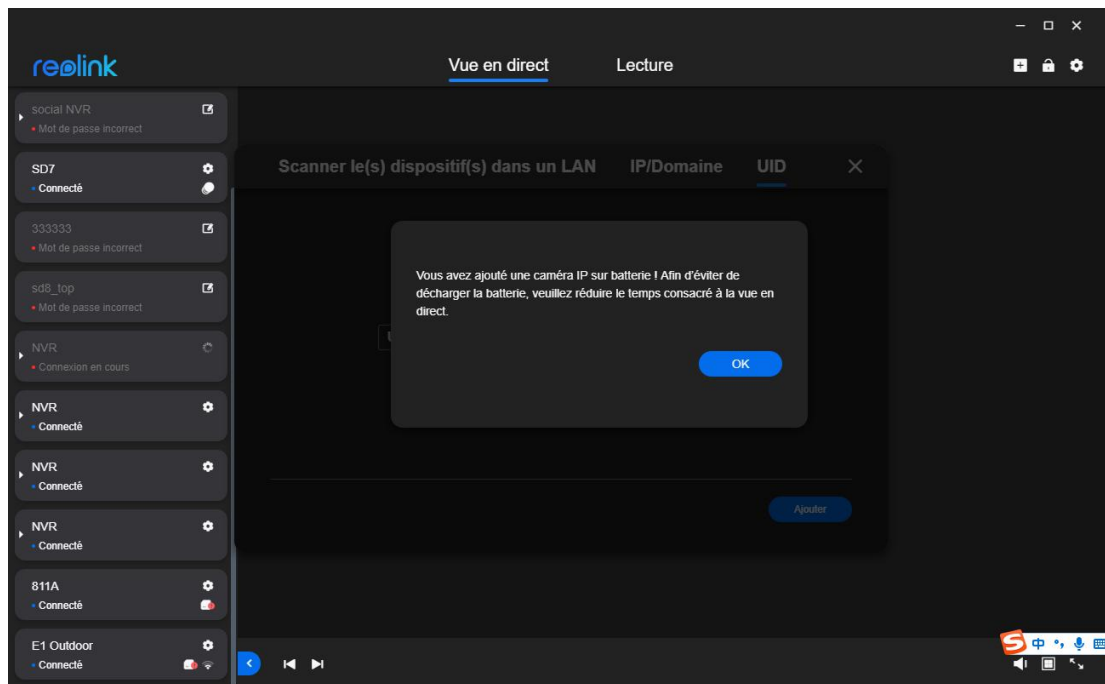 reolink
Vue en direct
Lecture
social NVR
Mot de passe incorrect
SD7
Connecté
333333
Mot de passe incorrect
sd8_top
Mot de passe incorrect
NVR
Connexion en cours
NVR
Connecté
NVR
Connecté
NVR
Connecté
811A
Connecté
E1 Outdoor
Connecté
Scanner le(s) dispositif(s) dans un LAN
IP/Domaine
UID
Vous avez ajouté une caméra IP sur batterie ! Afin d'éviter de
décharger la batterie, veuillez réduire le temps consacré à la vue en
direct.
OK
Ajouter
中